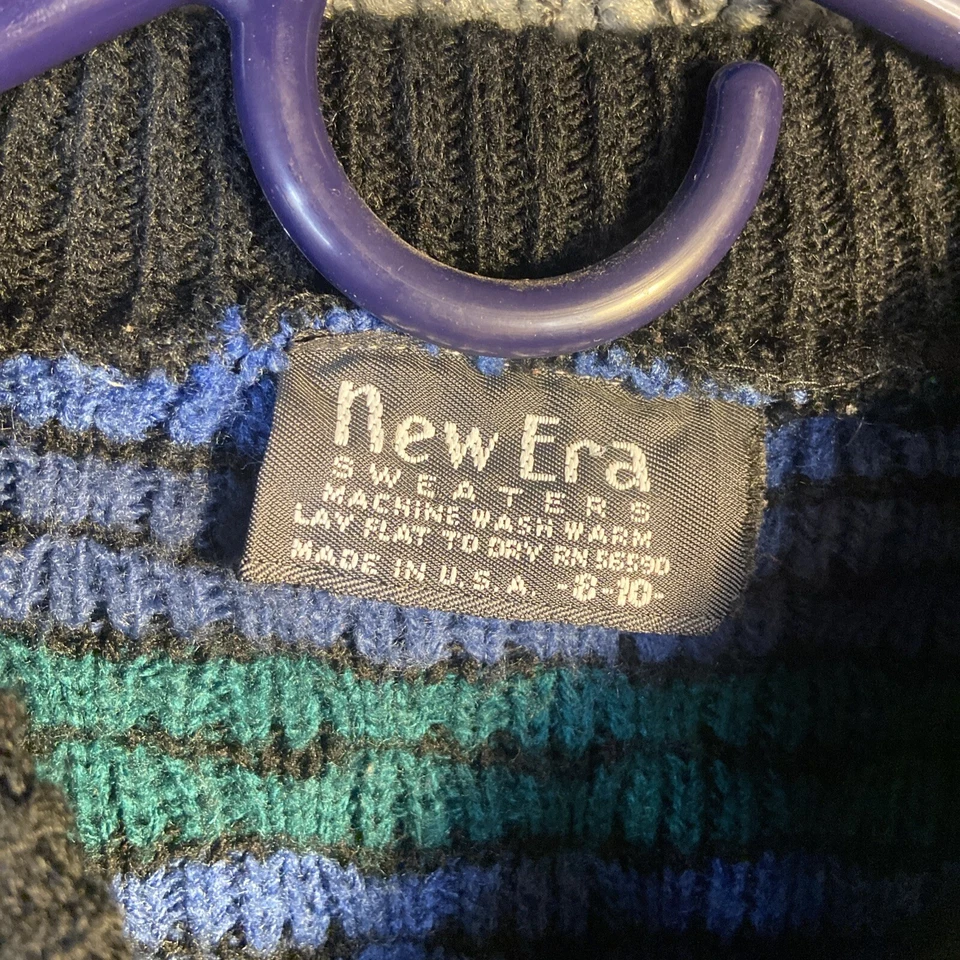 new Era
SWEATERS
MACHINE WASH WARM
LAY FLAT TO DRY RN 56590
MADE IN U.S.A. -8-10-